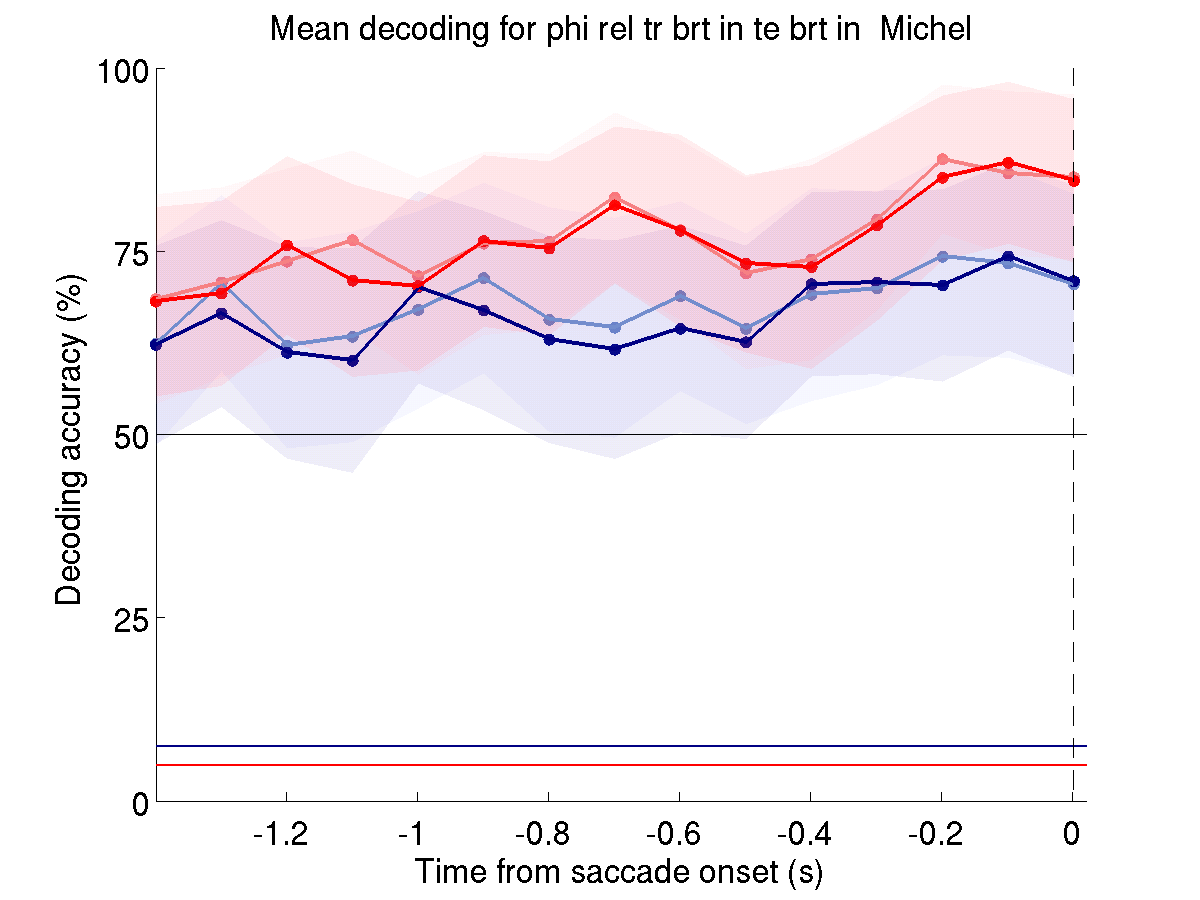 Mean decoding for phi rel tr brt in te brt in  Michel
100
75
50
25
0
Decoding accuracy (%)
-1.2 -1 -0.8 -0.6 -0.4 -0.2 0
Time from saccade onset (s)